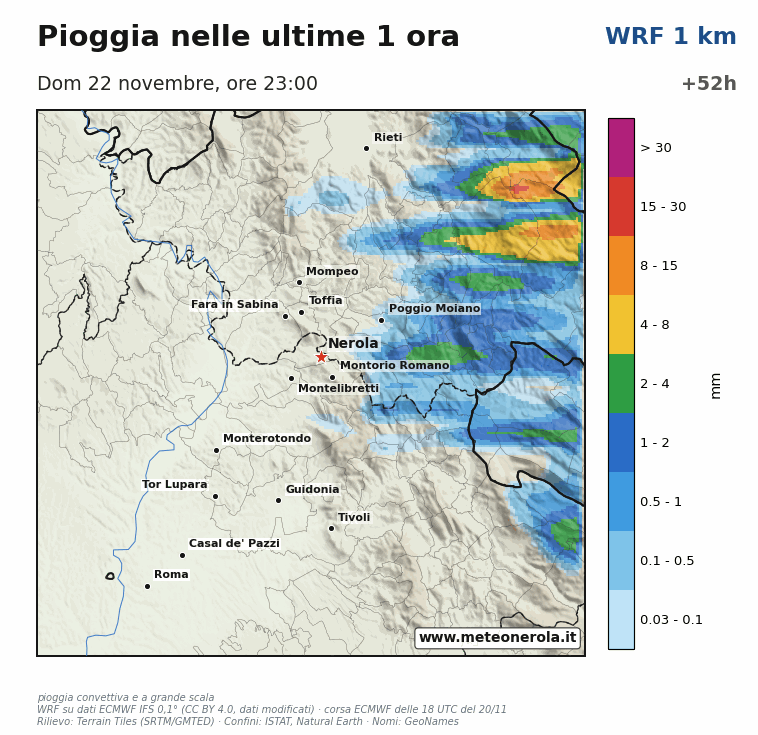 Pioggia nelle ultime 1 ora
WRF 1 km
Dom 22 novembre, ore 23:00
+52h
Rieti
Mompeo
Fara in Sabina
Toffia
Poggio Moiano
Nerola
Montorio Romano
Montelibretti
Monterotondo
Tor Lupara
Guidonia
Tivoli
Casal de' Pazzi
Roma
www.meteonerola.it
> 30
15 - 30
8 - 15
4 - 8
2 - 4
1 - 2
0.5 - 1
0.1 - 0.5
0.03 - 0.1
mm
pioggia convettiva e a grande scala
WRF su dati ECMWF IFS 0,1° (CC BY 4.0, dati modificati) · corsa ECMWF delle 18 UTC del 20/11
Rilievo: Terrain Tiles (SRTM/GMTED) · Confini: ISTAT, Natural Earth · Nomi: GeoNames